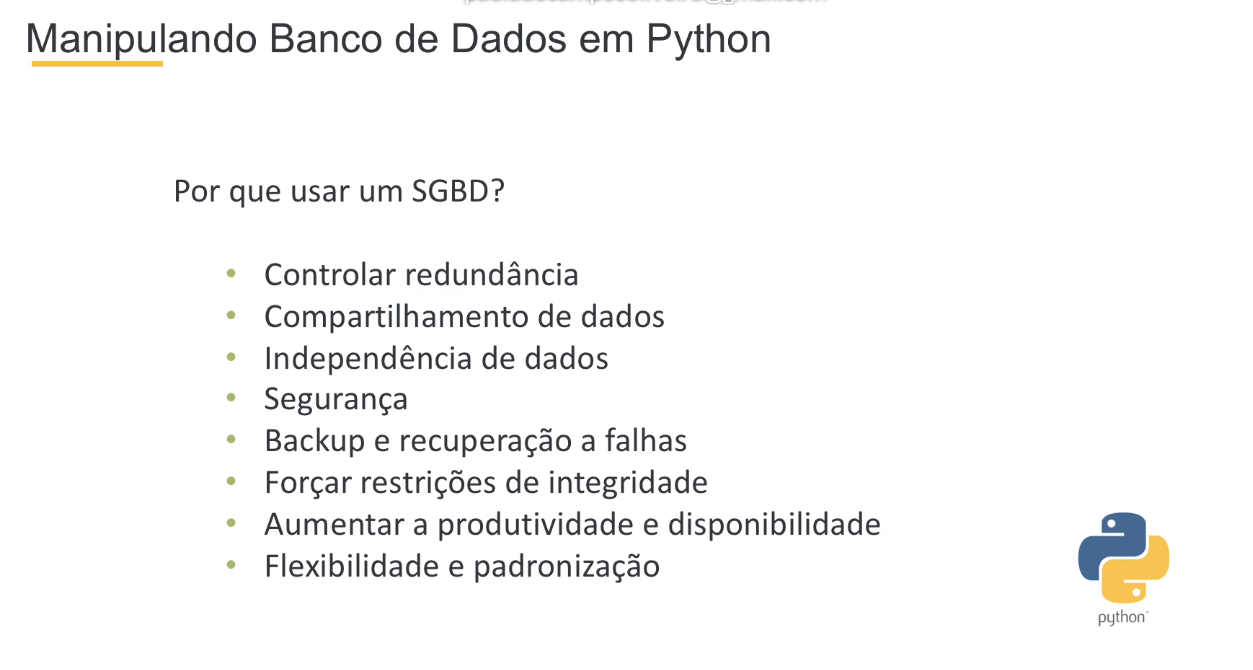 Manipulando Banco de Dados em Python
Por que usar um SGBD?
• Controlar redundância
• Compartilhamento de dados
• Independência de dados
• Segurança
• Backup e recuperação a falhas
• Forçar restrições de integridade
• Aumentar a produtividade e disponibilidade
• Flexibilidade e padronização
python